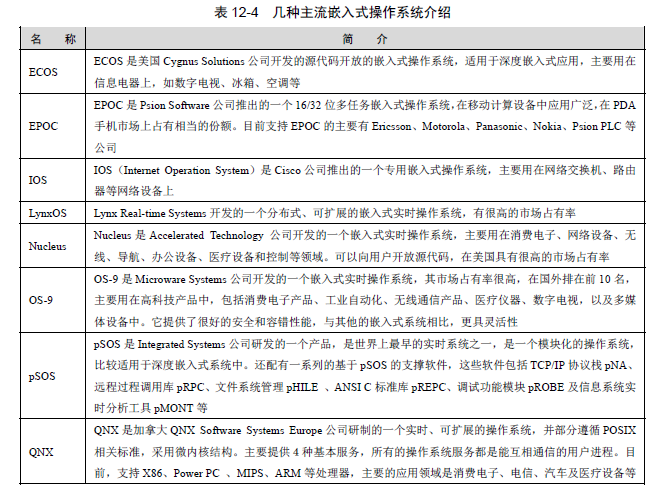 表 12-4 几种主流嵌入式操作系统介绍
名 称 简 介
ECOS
ECOS 是美国 Cygnus Solutions 公司开发的源代码开放的嵌入式操作系统，适用于深度嵌入式应用，主要用在
信息电器上，如数字电视、冰箱、空调等
EPOC
EPOC 是 Psion Software 公司推出的一个 16/32 位多任务嵌入式操作系统，在移动计算设备中应用广泛，在 PDA
手机市场上占有相当的份额。目前支持 EPOC 的主要有 Ericsson、Motorola、Panasonic、Nokia、Psion PLC 等
公司
IOS
IOS（Internet Operation System）是 Cisco 公司推出的一个专用嵌入式操作系统，主要用在网络交换机、路由
器等网络设备上
LynxOS
Lynx Real-time Systems 开发的一个分布式、可扩展的嵌入式实时操作系统，有很高的市场占有率
Nucleus
Nucleus 是 Accelerated Technology 公司开发的一个嵌入式实时操作系统，主要用在消费电子、网络设备、无
线、导航、办公设备、医疗设备和控制等领域。可以向用户开放源代码，在美国具有很高的市场占有率
OS-9
OS-9 是 Microware Systems 公司开发的一个嵌入式实时操作系统，其市场占有率很高，在国外排在前 10 名，
主要用在高科技产品中，包括消费电子产品、工业自动化、无线通信产品、医疗仪器、数字电视，以及多媒
体设备中。它提供了很好的安全和容错性能，与其他的嵌入式系统相比，更具灵活性
pSOS
pSOS 是 Integrated Systems 公司研发的一个产品，是世界上最早的实时系统之一，是一个模块化的操作系统，
比较适用于深度嵌入式系统中。还配有一系列的基于 pSOS 的支撑软件，这些软件包括 TCP/IP 协议栈 pNA、
远程过程调用库 pRPC、文件系统管理 pHILE 、ANSI C 标准库 pREPC、调试功能模块 pROBE 及信息系统实
时分析工具 pMONT 等
QNX
QNX 是加拿大 QNX Software Systems Europe 公司研制的一个实时、可扩展的操作系统，并部分遵循 POSIX
相关标准，采用微内核结构。主要提供 4 种基本服务，所有的操作系统服务都是能互相通信的用户进程。目
前，支持 X86、Power PC 、MIPS、ARM 等处理器，主要的应用领域是消费电子、电信、汽车及医疗设备等